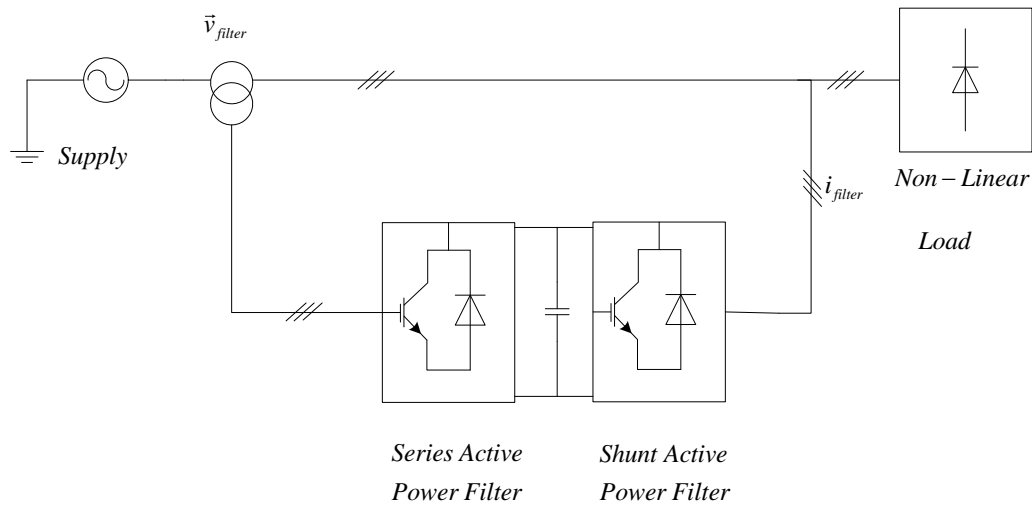 v⃗filter
Supply
ifilter
Non − Linear
Load
Series Active
Power Filter
Shunt Active
Power Filter